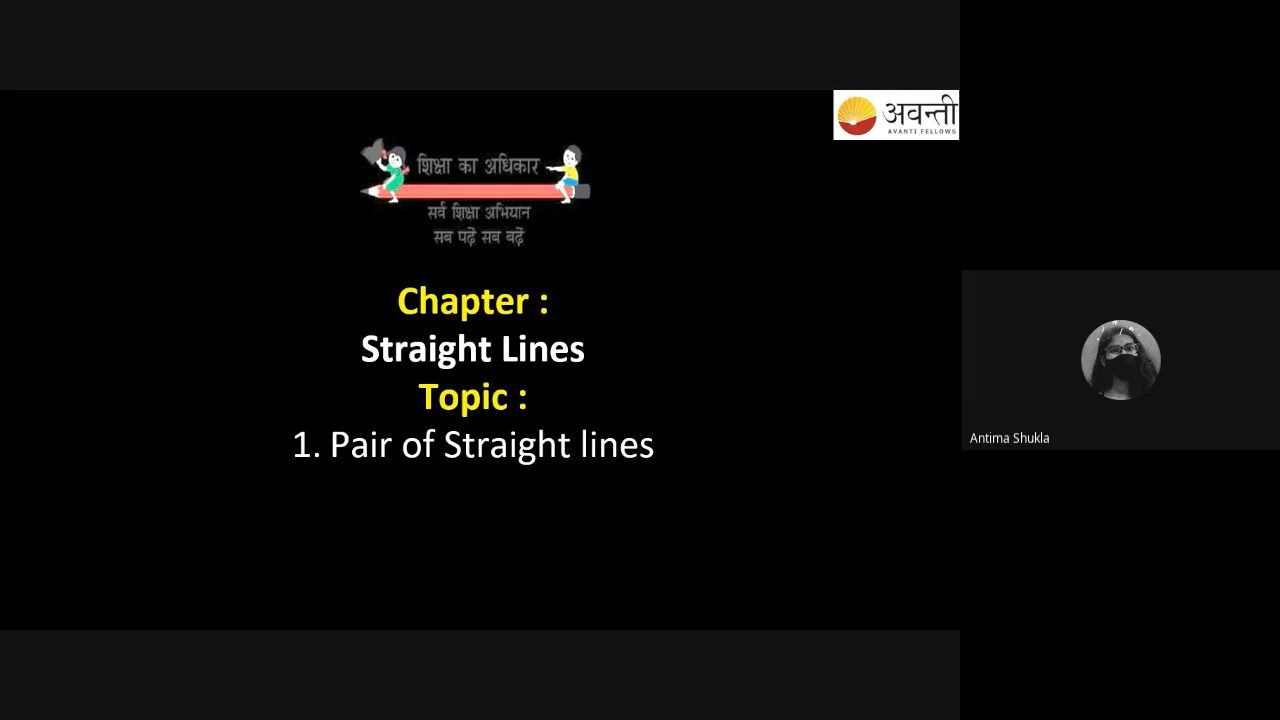 अवन्ती
AVANTI FELLOWS
शिक्षा का अधिकार
सर्व शिक्षा अभियान
सब पढ़ें सब बढ़ें
Chapter :
Straight Lines
Topic :
1. Pair of Straight lines
Antima Shukla